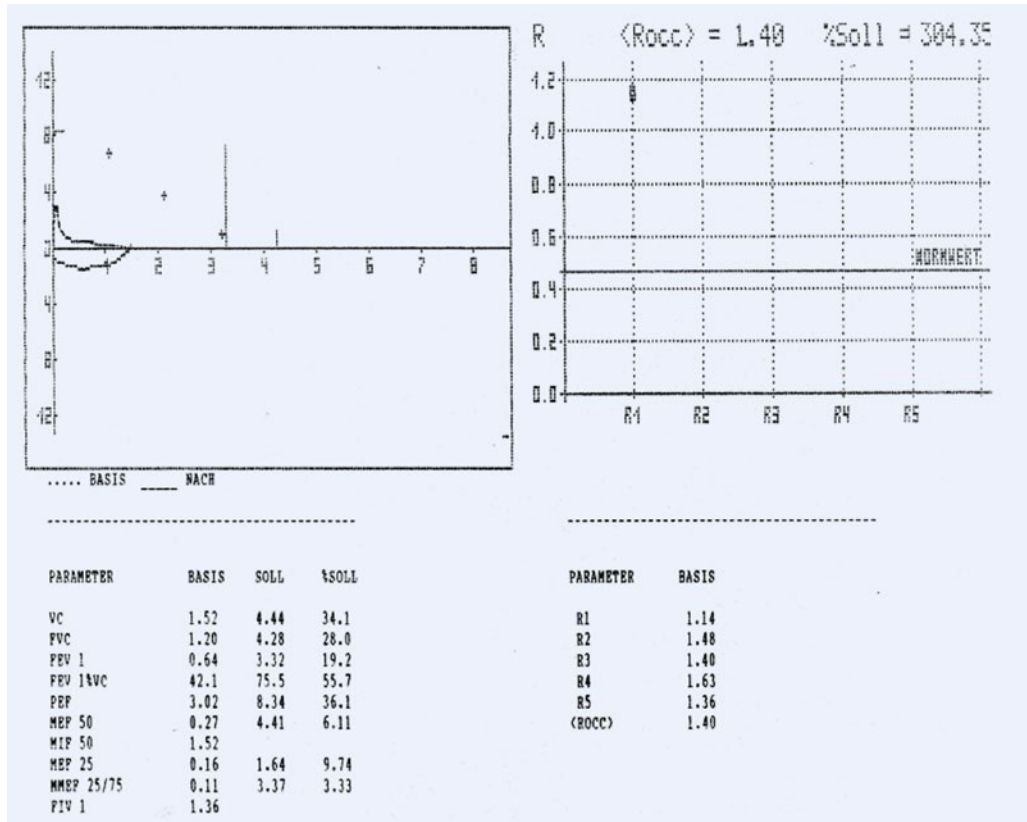 R <Rocc> = 1.40 %Soll = 304.35
12
8
4
0 1 2 3 4 5 6 7 8
4
8
12
1.2
1.0
0.8
0.6
NORMWERT
0.4
0.2
0.0
R1 R2 R3 R4 R5
..... BASIS _____ NACH
PARAMETER BASIS SOLL %SOLL
VC 1.52 4.44 34.1
FVC 1.20 4.28 28.0
FEV 1 0.64 3.32 19.2
FEV 1%VC 42.1 75.5 55.7
PEF 3.02 8.34 36.1
MEF 50 0.27 4.41 6.11
MIF 50 1.52
MEF 25 0.16 1.64 9.74
MMEF 25/75 0.11 3.37 3.33
FIV 1 1.36
PARAMETER BASIS
R1 1.14
R2 1.48
R3 1.40
R4 1.63
R5 1.36
<ROCC> 1.40